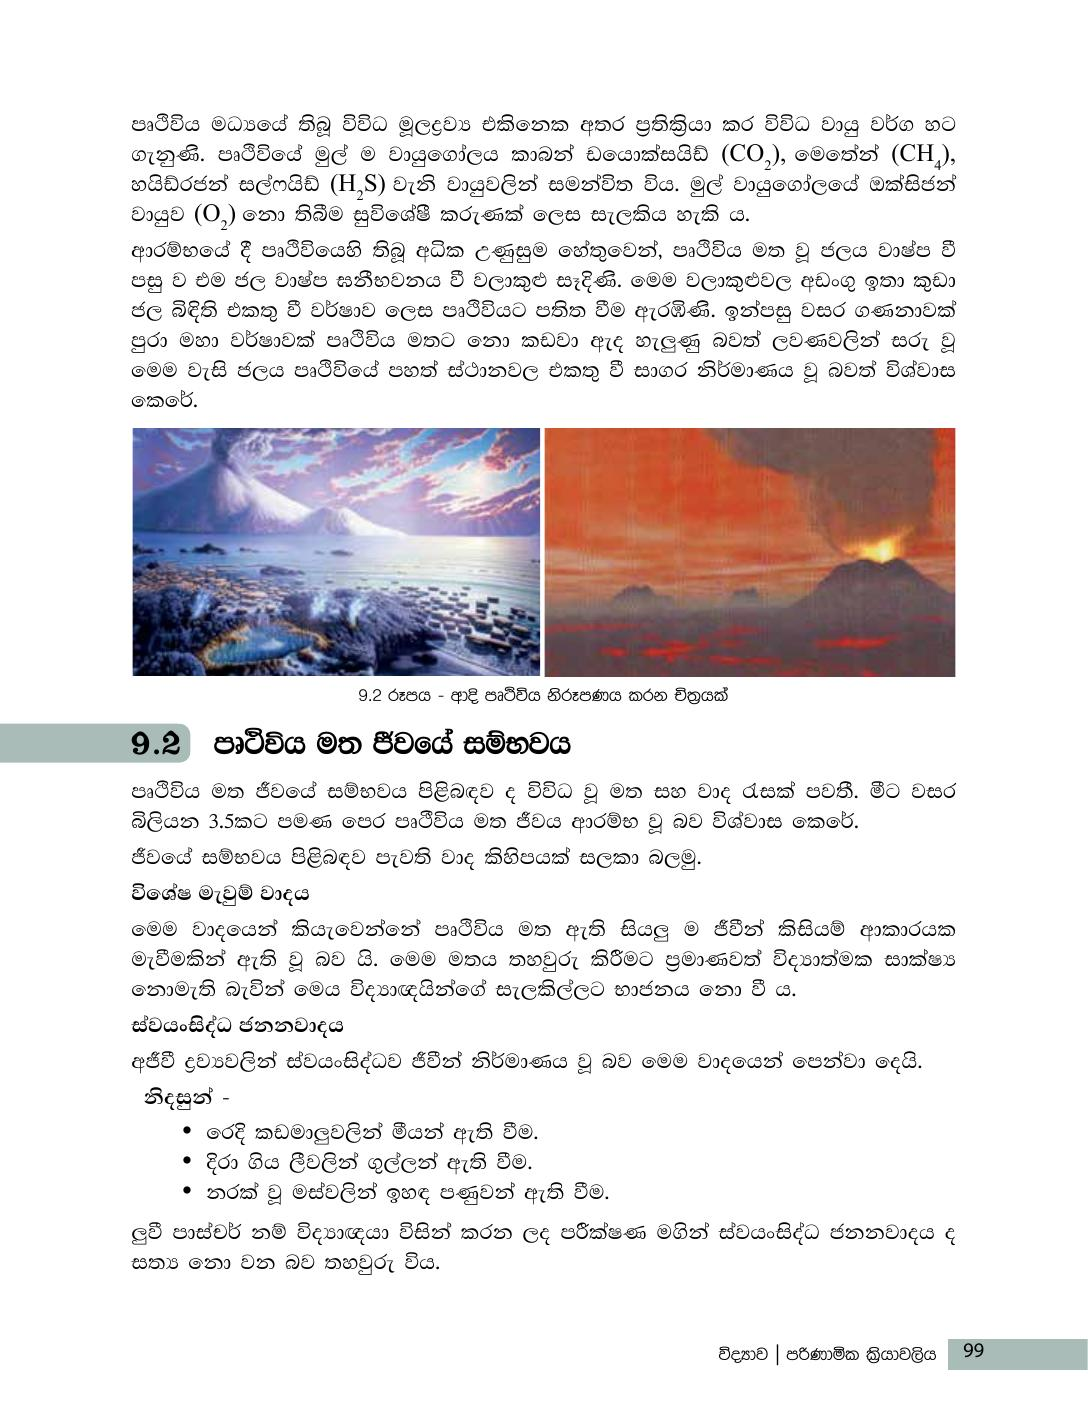 පෘථිවිය මධ්‍යයේ තිබූ විවිධ මූලද්‍රව්‍ය එකිනෙක අතර ප්‍රතික්‍රියා කර විවිධ වායු වර්ග හට
ගැනුණි. පෘථිවියේ මුල් ම වායුගෝලය කාබන් ඩයොක්සයිඩ් (CO₂), මෙතේන් (CH₄),
හයිඩ්රජන් සල්ෆයිඩ් (H₂S) වැනි වායුවලින් සමන්විත විය. මුල් වායුගෝලයේ ඔක්සිජන්
වායුව (O₂) නො තිබීම සුවිශේෂී කරුණක් ලෙස සැලකිය හැකි ය.
ආරම්භයේ දී පෘථිවියෙහි තිබූ අධික උණුසුම හේතුවෙන්, පෘථිවිය මත වූ ජලය වාෂ්ප වී
පසු ව එම ජල වාෂ්ප ඝනීභවනය වී වලාකුළු සෑදිණි. මෙම වලාකුළුවල අඩංගු ඉතා කුඩා
ජල බිඳිති එකතු වී වර්ෂාව ලෙස පෘථිවියට පතිත වීම ඇරඹිණි. ඉන්පසු වසර ගණනාවක්
පුරා මහා වර්ෂාවක් පෘථිවිය මතට නො කඩවා ඇද හැලුණු බවත් ලවණවලින් සරු වූ
මෙම වැසි ජලය පෘථිවියේ පහත් ස්ථානවල එකතු වී සාගර නිර්මාණය වූ බවත් විශ්වාස
කෙරේ.
9.2 රූපය - ආදි පෘථිවිය නිරූපණය කරන චිත්‍රයක්
9.2 පෘථිවිය මත ජීවයේ සම්භවය
පෘථිවිය මත ජීවයේ සම්භවය පිළිබඳව ද විවිධ වූ මත සහ වාද රැසක් පවතී. මීට වසර
බිලියන 3.5කට පමණ පෙර පෘථිවිය මත ජීවය ආරම්භ වූ බව විශ්වාස කෙරේ.
ජීවයේ සම්භවය පිළිබඳව පැවති වාද කිහිපයක් සලකා බලමු.
විශේෂ මැවුම් වාදය
මෙම වාදයෙන් කියැවෙන්නේ පෘථිවිය මත ඇති සියලු ම ජීවීන් කිසියම් ආකාරයක
මැවීමකින් ඇති වූ බව යි. මෙම මතය තහවුරු කිරීමට ප්‍රමාණවත් විද්‍යාත්මක සාක්ෂ්‍ය
නොමැති බැවින් මෙය විද්‍යාඥයින්ගේ සැලකිල්ලට භාජනය නො වී ය.
ස්වයංසිද්ධ ජනනවාදය
අජීවී ද්‍රව්‍යවලින් ස්වයංසිද්ධව ජීවීන් නිර්මාණය වූ බව මෙම වාදයෙන් පෙන්වා දෙයි.
නිදසුන් -
• රෙදි කඩමාලුවලින් මීයන් ඇති වීම.
• දිරා ගිය ලීවලින් ගුල්ලන් ඇති වීම.
• නරක් වූ මස්වලින් ඉහඳ පණුවන් ඇති වීම.
ලුවී පාස්චර් නම් විද්‍යාඥයා විසින් කරන ලද පරීක්ෂණ මගින් ස්වයංසිද්ධ ජනනවාදය ද
සත්‍ය නො වන බව තහවුරු විය.
විද්‍යාව | පරිණාමික ක්‍රියාවලිය 99